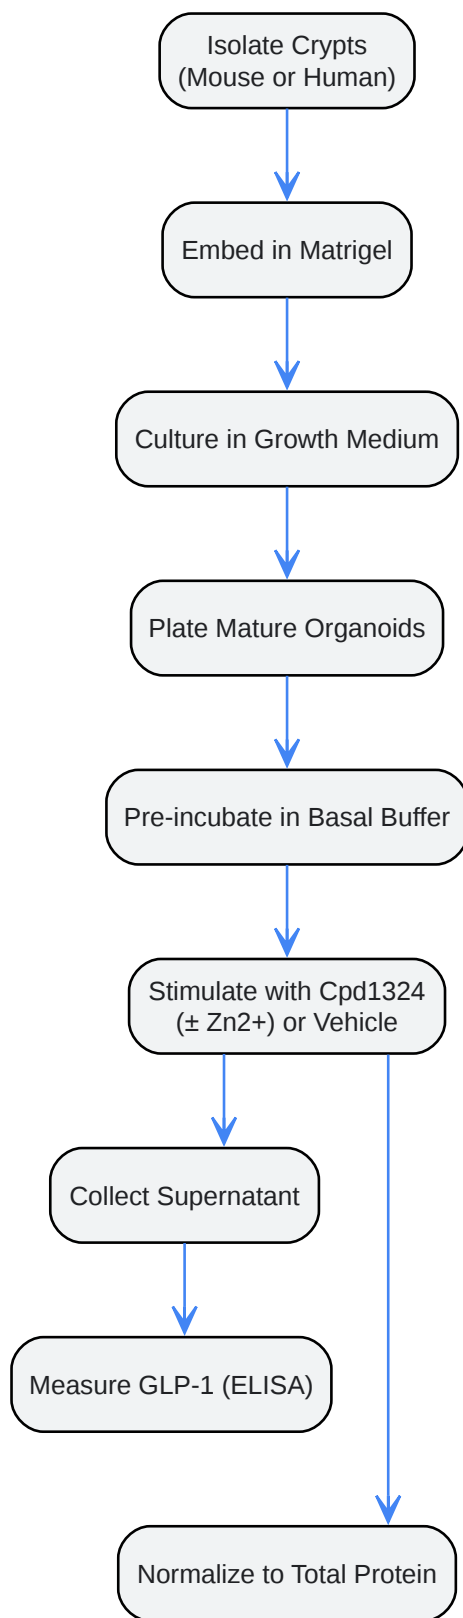 Isolate Crypts
(Mouse or Human)
Embed in Matrigel
Culture in Growth Medium
Plate Mature Organoids
Pre-incubate in Basal Buffer
Stimulate with Cpd1324
(± Zn2+) or Vehicle
Collect Supernatant
Measure GLP-1 (ELISA)
Normalize to Total Protein